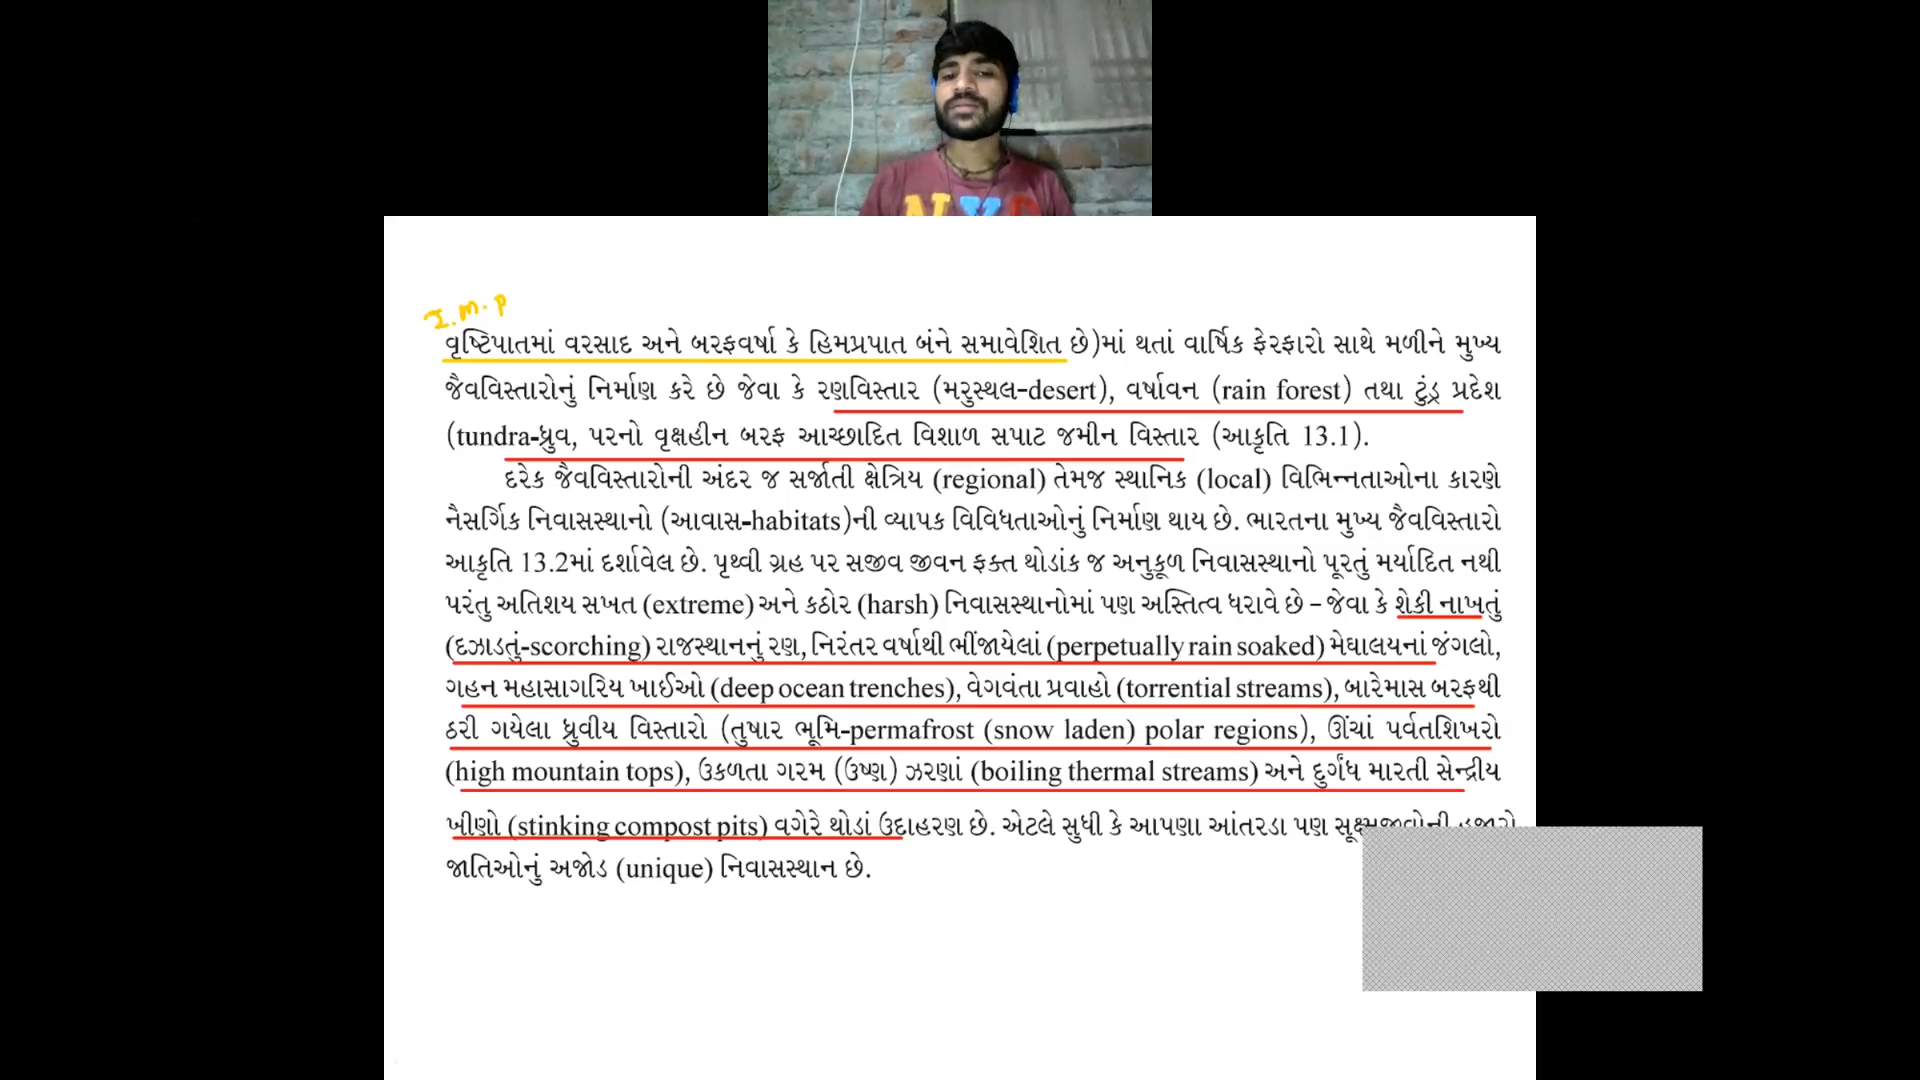 I.M.P
વૃષ્ટિપાતમાં વરસાદ અને બરફવર્ષા કે હિમપ્રપાત બંને સમાવેશિત છે)માં થતાં વાર્ષિક ફેરફારો સાથે મળીને મુખ્ય
જૈવવિસ્તારોનું નિર્માણ કરે છે જેવા કે રણવિસ્તાર (મરુસ્થલ-desert), વર્ષાવન (rain forest) તથા ટુંડ્ર પ્રદેશ
(tundra-ધ્રુવ, પરનો વૃક્ષહીન બરફ આચ્છાદિત વિશાળ સપાટ જમીન વિસ્તાર (આકૃતિ 13.1).
દરેક જૈવવિસ્તારોની અંદર જ સર્જાતી ક્ષેત્રિય (regional) તેમજ સ્થાનિક (local) વિભિન્નતાઓના કારણે
નૈસર્ગિક નિવાસસ્થાનો (આવાસ-habitats)ની વ્યાપક વિવિધતાઓનું નિર્માણ થાય છે. ભારતના મુખ્ય જૈવવિસ્તારો
આકૃતિ 13.2માં દર્શાવેલ છે. પૃથ્વી ગ્રહ પર સજીવ જીવન ફક્ત થોડાંક જ અનુકૂળ નિવાસસ્થાનો પૂરતું મર્યાદિત નથી
પરંતુ અતિશય સખત (extreme) અને કઠોર (harsh) નિવાસસ્થાનોમાં પણ અસ્તિત્વ ધરાવે છે – જેવા કે શેકી નાખતું
(દઝાડતું-scorching) રાજસ્થાનનું રણ, નિરંતર વર્ષાથી ભીંજાયેલાં (perpetually rain soaked) મેઘાલયનાં જંગલો,
ગહન મહાસાગરિય ખાઈઓ (deep ocean trenches), વેગવંતા પ્રવાહો (torrential streams), બારેમાસ બરફથી
ઠરી ગયેલા ધ્રુવીય વિસ્તારો (તુષાર ભૂમિ-permafrost (snow laden) polar regions), ઊંચાં પર્વતશિખરો
(high mountain tops), ઉકળતા ગરમ (ઉષ્ણ) ઝરણાં (boiling thermal streams) અને દુર્ગંધ મારતી સેન્દ્રીય
ખીણો (stinking compost pits) વગેરે થોડાં ઉદાહરણ છે. એટલે સુધી કે આપણા આંતરડા પણ સૂક્ષ્મજીવોની હજારો
જાતિઓનું અજોડ (unique) નિવાસસ્થાન છે.